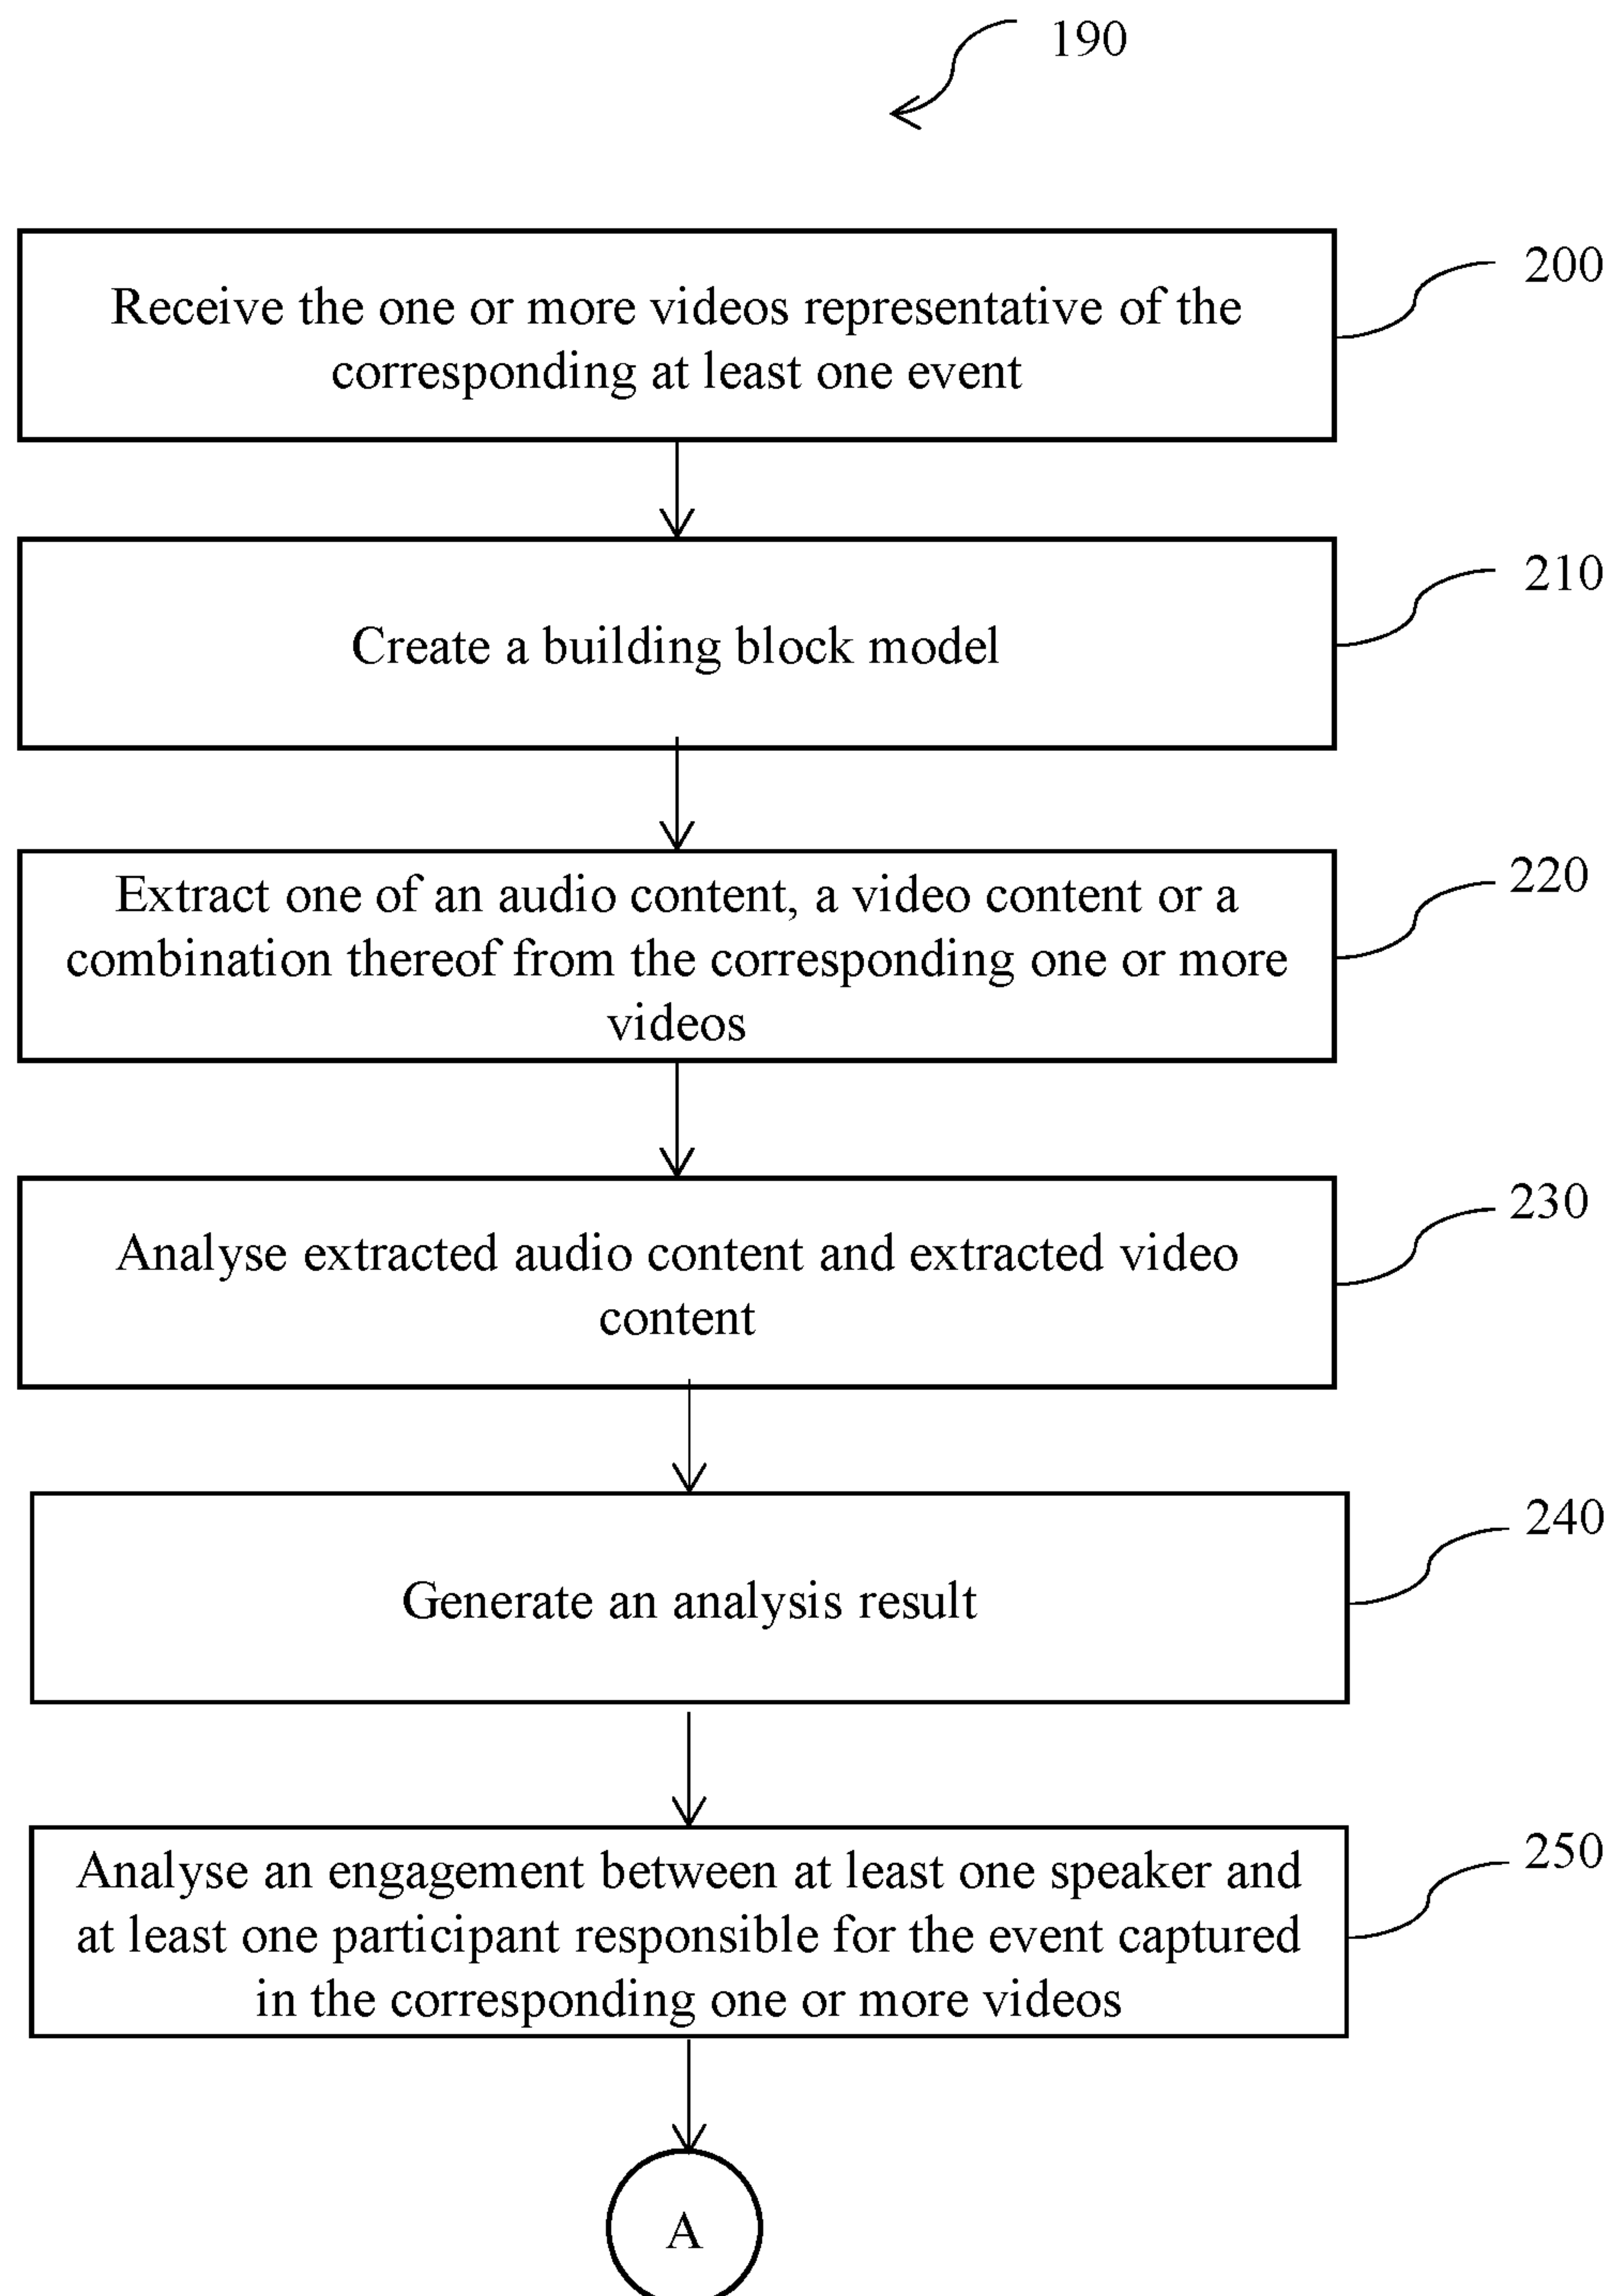 190
Receive the one or more videos representative of the
corresponding at least one event
200
Create a building block model
210
Extract one of an audio content, a video content or a
combination thereof from the corresponding one or more
videos
220
Analyse extracted audio content and extracted video
content
230
Generate an analysis result
240
Analyse an engagement between at least one speaker and
at least one participant responsible for the event captured
in the corresponding one or more videos
250
A